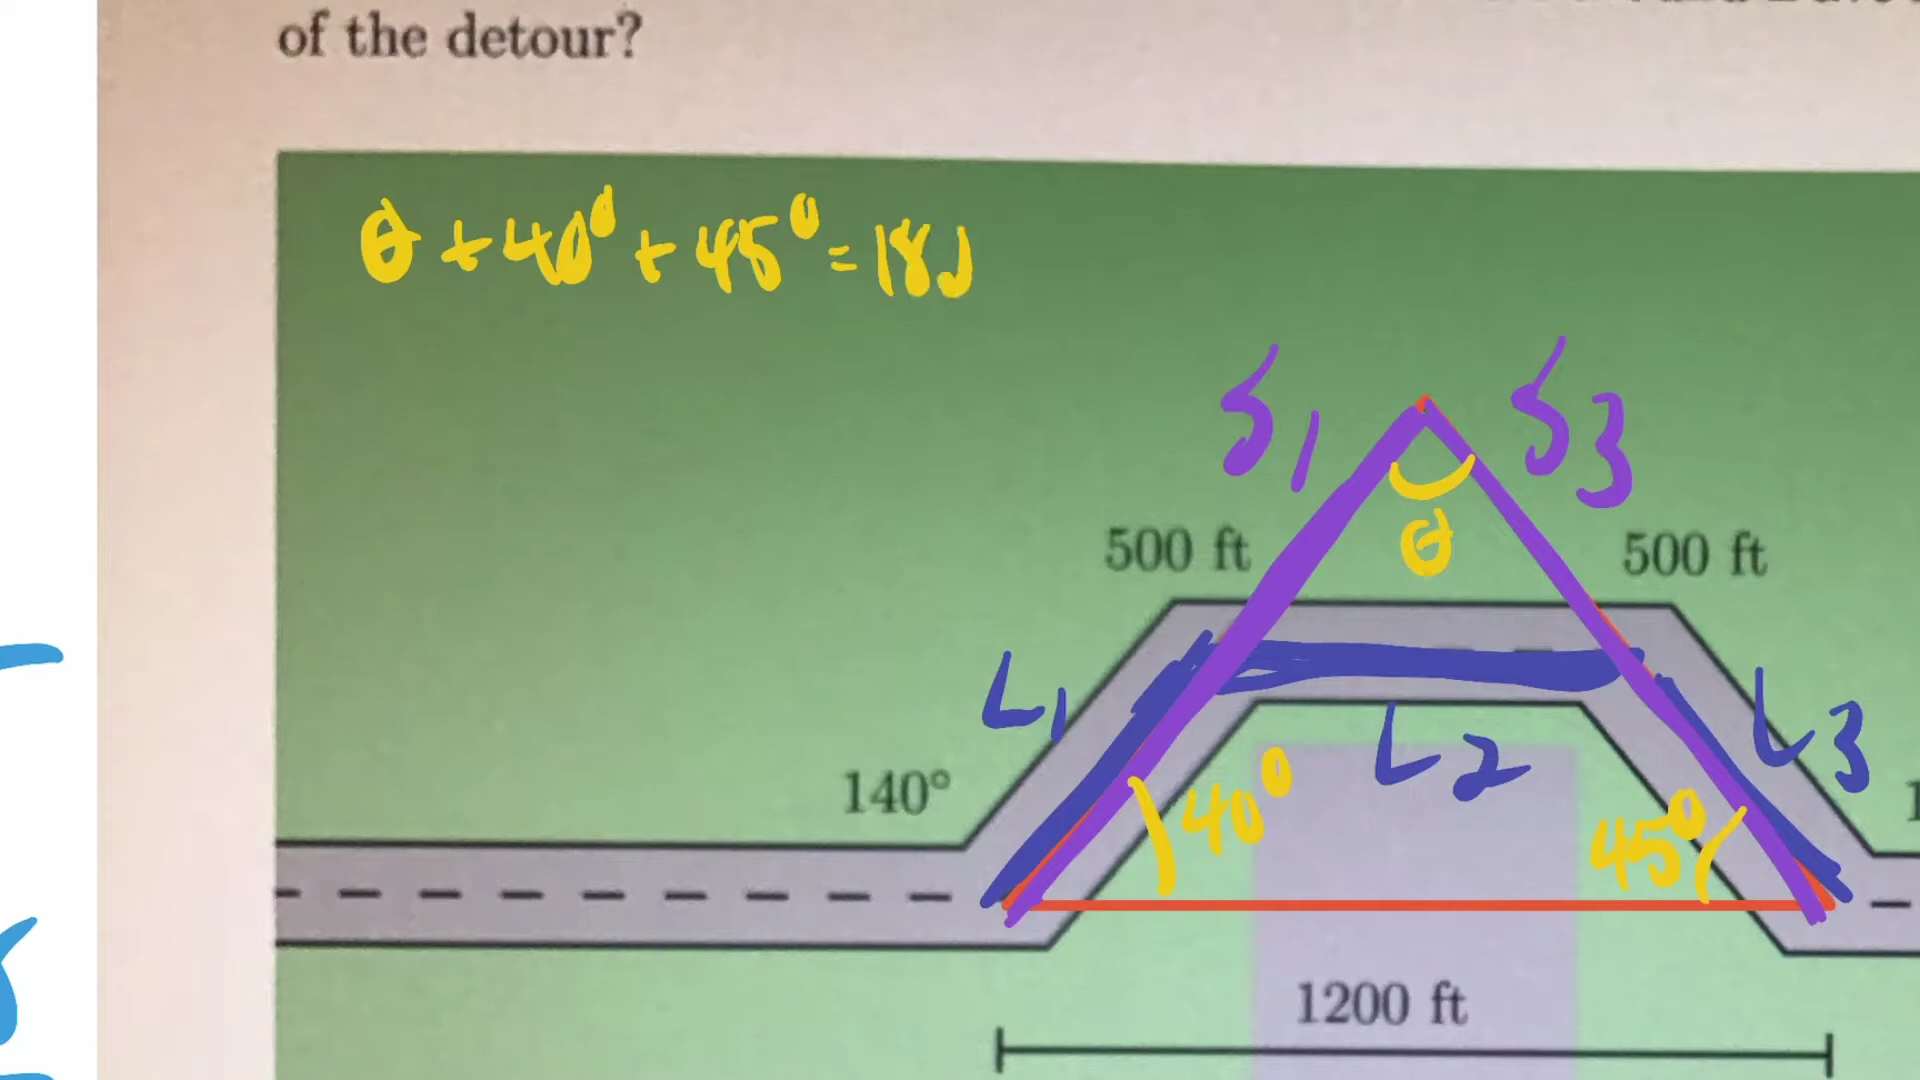 of the detour?
θ + 40° + 45° = 180
S1
S3
500 ft
θ
500 ft
L1
L2
L3
140°
40°
45°
1200 ft